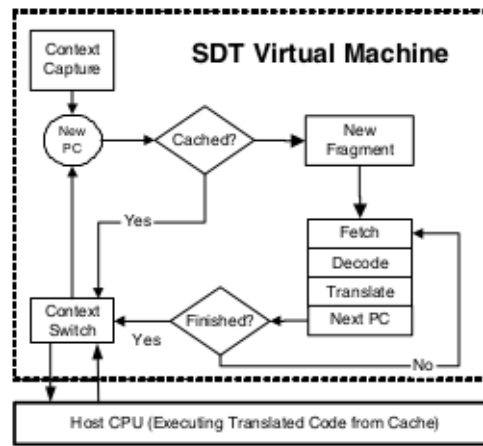 SDT Virtual Machine
Context
Capture
New
PC
Cached?
New
Fragment
Yes
Fetch
Decode
Translate
Next PC
Context
Switch
Yes
Finished?
No
Host CPU (Executing Translated Code from Cache)